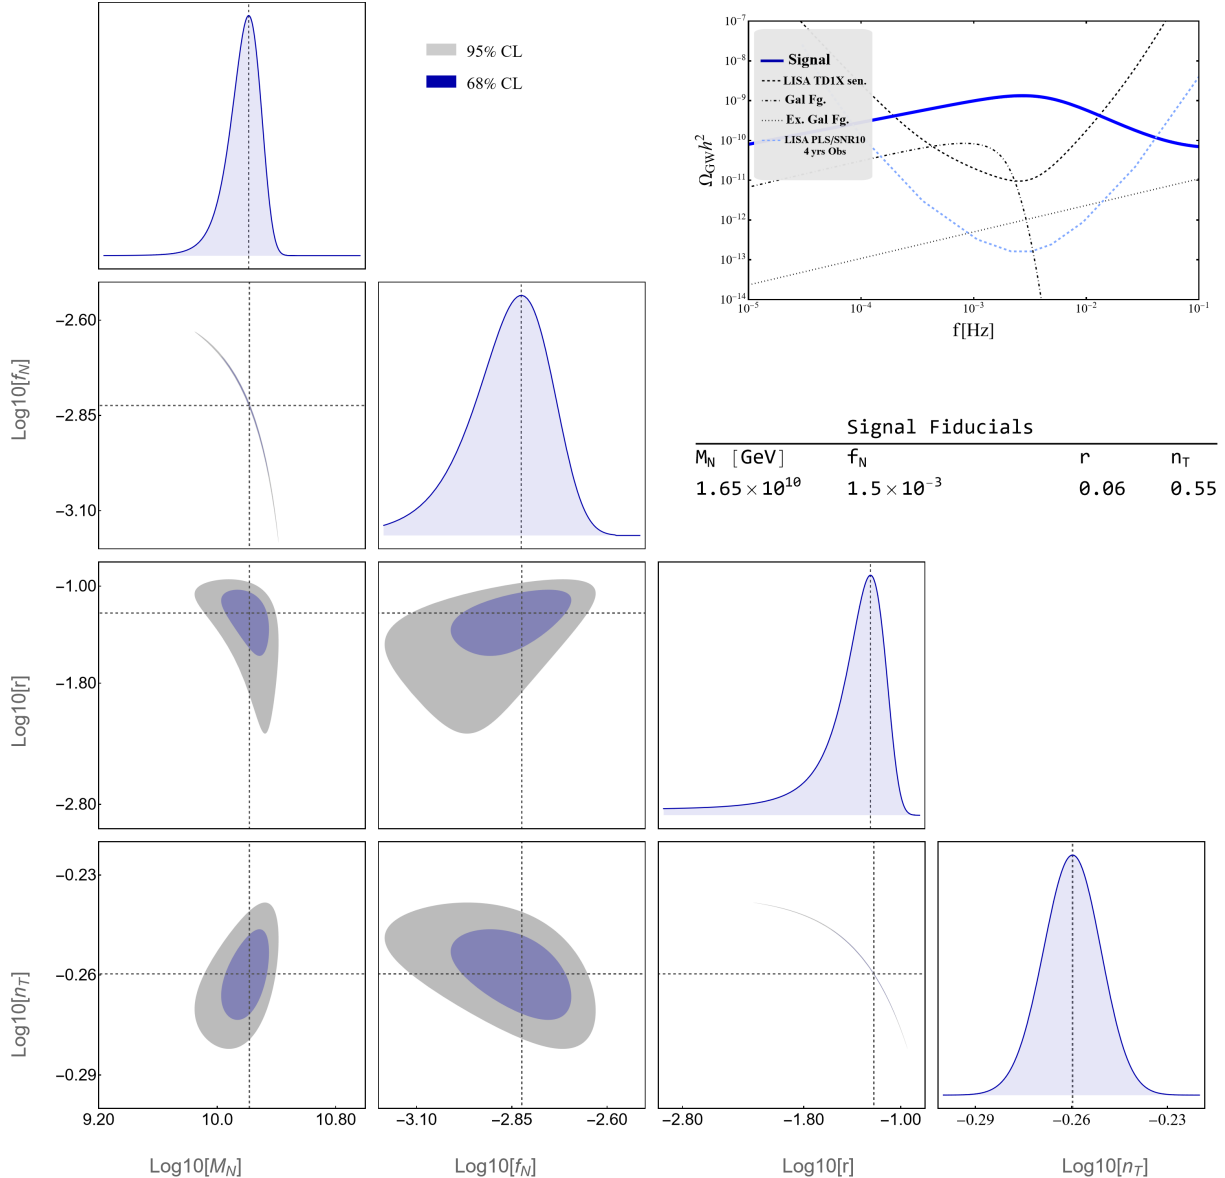 95% CL
68% CL
10⁻⁷
10⁻⁸
10⁻⁹
10⁻¹⁰
10⁻¹¹
10⁻¹²
10⁻¹³
10⁻¹⁴
Ω_GW h²
Signal
LISA TD1X sen.
Gal Fg.
Ex. Gal Fg.
LISA PLS/SNR10
4 yrs Obs
10⁻⁵ 10⁻⁴ 10⁻³ 10⁻² 10⁻¹
f[Hz]
Signal Fiducials
M_N [GeV] f_N r n_T
1.65×10¹⁰ 1.5×10⁻³ 0.06 0.55
Log10[f_N]
−2.60
−2.85
−3.10
Log10[r]
−1.00
−1.80
−2.80
Log10[n_T]
−0.23
−0.26
−0.29
9.20 10.0 10.80 −3.10 −2.85 −2.60 −2.80 −1.80 −1.00 −0.29 −0.26 −0.23
Log10[M_N] Log10[f_N] Log10[r] Log10[n_T]